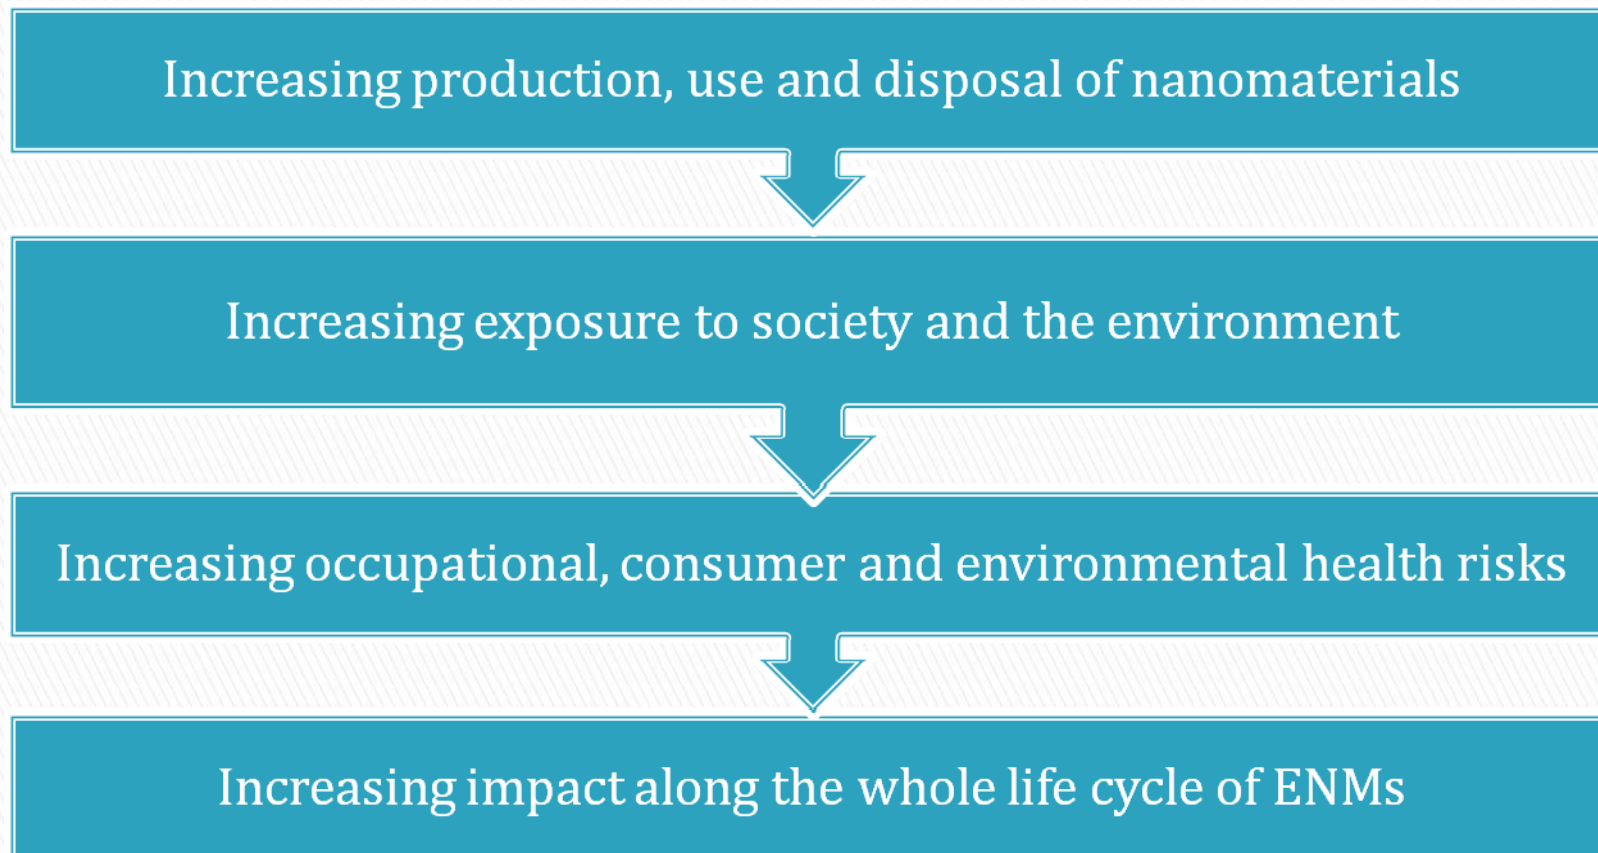 Increasing production, use and disposal of nanomaterials
Increasing exposure to society and the environment
Increasing occupational, consumer and environmental health risks
Increasing impact along the whole life cycle of ENMs